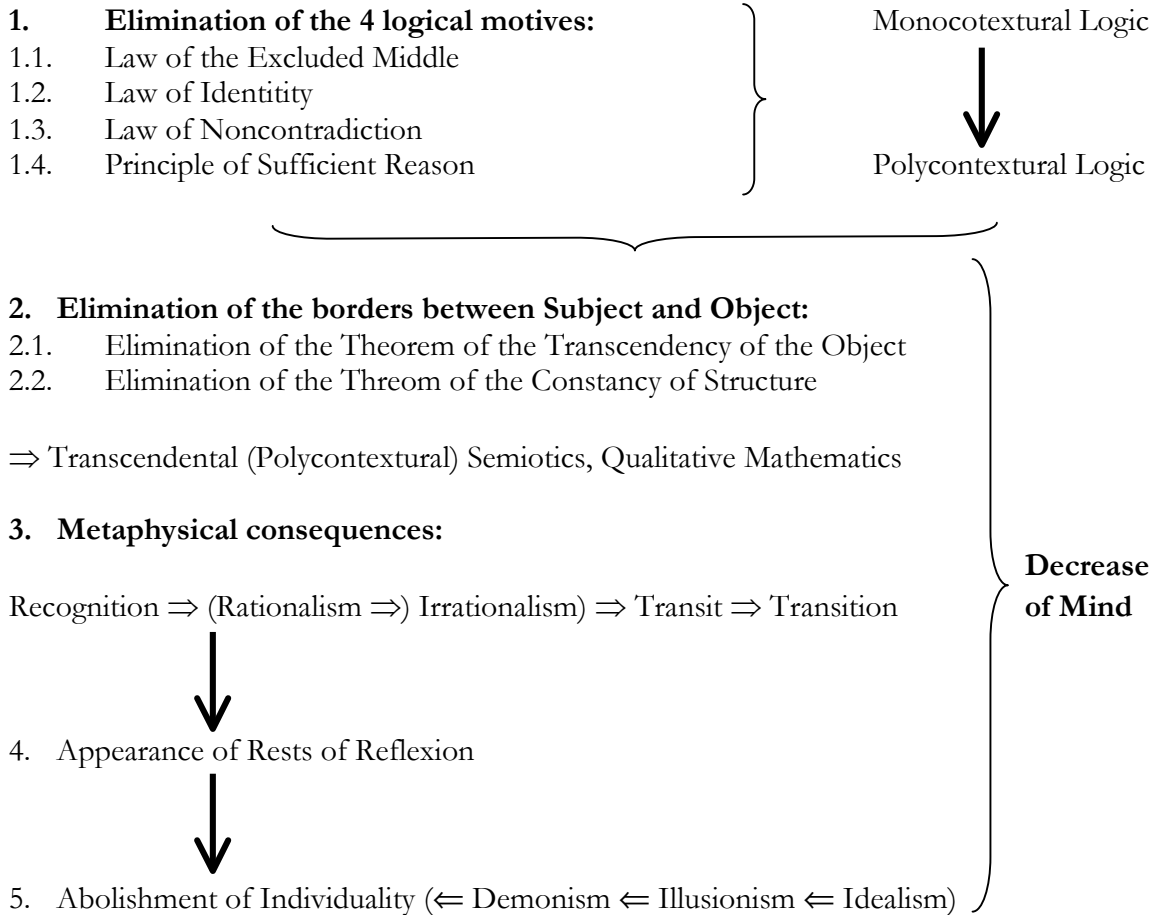 1. Elimination of the 4 logical motives: Monocotextural Logic
1.1. Law of the Excluded Middle
1.2. Law of Identitity
1.3. Law of Noncontradiction
1.4. Principle of Sufficient Reason Polycontextural Logic
2. Elimination of the borders between Subject and Object:
2.1. Elimination of the Theorem of the Transcendency of the Object
2.2. Elimination of the Threom of the Constancy of Structure
⇒ Transcendental (Polycontextural) Semiotics, Qualitative Mathematics
3. Metaphysical consequences:
Decrease
Recognition ⇒ (Rationalism ⇒) Irrationalism) ⇒ Transit ⇒ Transition of Mind
4. Appearance of Rests of Reflexion
5. Abolishment of Individuality (⇐ Demonism ⇐ Illusionism ⇐ Idealism)